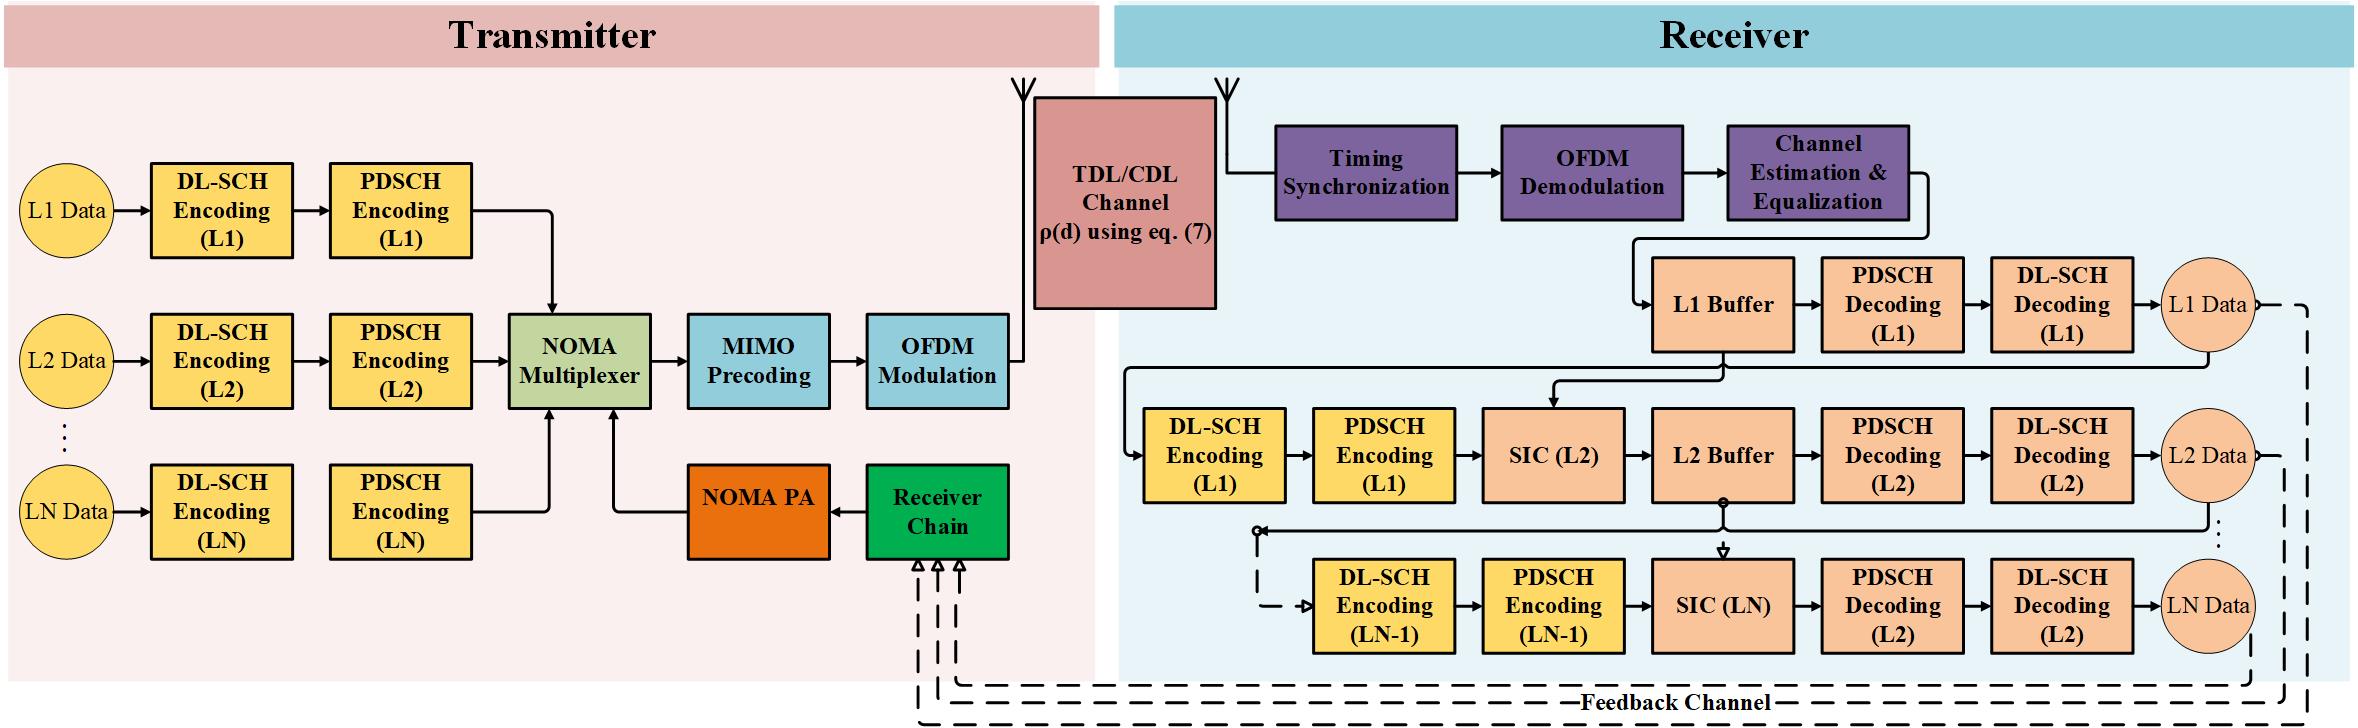 Transmitter
Receiver
L1 Data
DL-SCH
Encoding
(L1)
PDSCH
Encoding
(L1)
L2 Data
DL-SCH
Encoding
(L2)
PDSCH
Encoding
(L2)
NOMA
Multiplexer
MIMO
Precoding
OFDM
Modulation
LN Data
DL-SCH
Encoding
(LN)
PDSCH
Encoding
(LN)
NOMA PA
Receiver
Chain
TDL/CDL
Channel
ρ(d) using eq. (7)
Timing
Synchronization
OFDM
Demodulation
Channel
Estimation &
Equalization
L1 Buffer
PDSCH
Decoding
(L1)
DL-SCH
Decoding
(L1)
L1 Data
DL-SCH
Encoding
(L1)
PDSCH
Encoding
(L1)
SIC (L2)
L2 Buffer
PDSCH
Decoding
(L2)
DL-SCH
Decoding
(L2)
L2 Data
DL-SCH
Encoding
(LN-1)
PDSCH
Encoding
(LN-1)
SIC (LN)
PDSCH
Decoding
(L2)
DL-SCH
Decoding
(L2)
LN Data
Feedback Channel